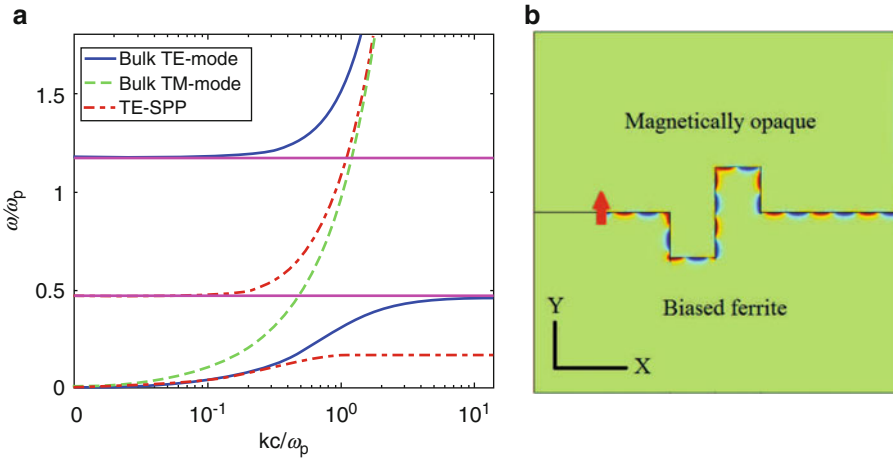 a
b
Bulk TE-mode
Bulk TM-mode
TE-SPP
1.5
1
0.5
0
ω/ωp
0
10⁻¹
10⁰
10¹
kc/ωp
Magnetically opaque
Biased ferrite
Y
X